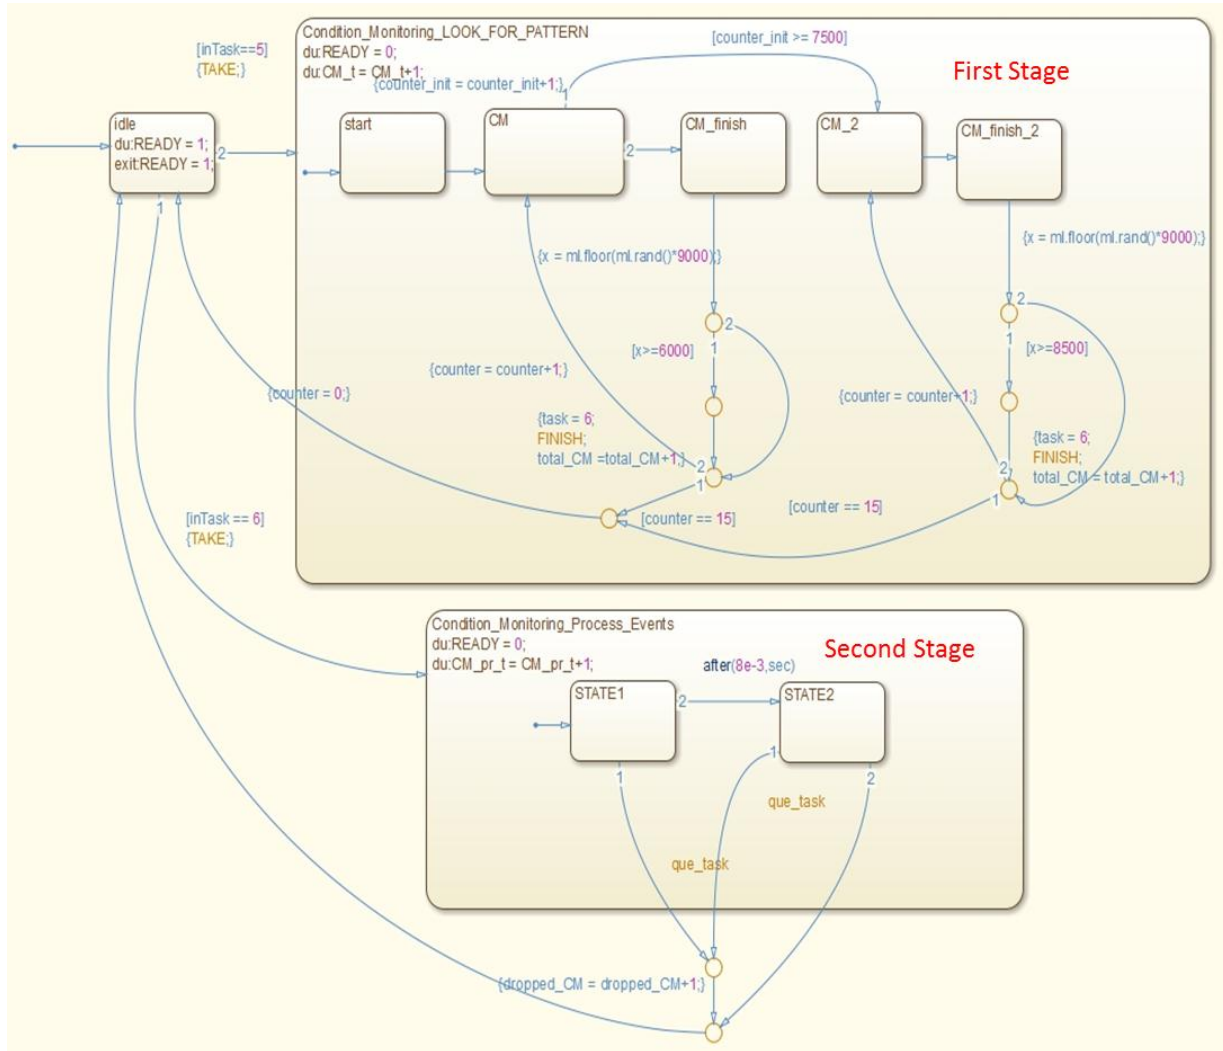 Condition_Monitoring_LOOK_FOR_PATTERN
du:READY = 0;
du:CM_t = CM_t+1;
{counter_init = counter_init+1;}
[counter_init >= 7500]
First Stage
[inTask==5]
{TAKE;}
idle
du:READY = 1;
exit:READY = 1;
2
1
start
CM
1
2
CM_finish
CM_2
CM_finish_2
{x = ml.floor(ml.rand()*9000);}
{x = ml.floor(ml.rand()*9000);}
2
1
[x>=6000]
2
1
[x>=8500]
{counter = counter+1;}
{counter = counter+1;}
{counter = 0;}
{task = 6;
FINISH;
total_CM =total_CM+1;}
2
1
{task = 6;
FINISH;
total_CM = total_CM+1;}
2
1
[counter == 15]
[counter == 15]
[inTask == 6]
{TAKE;}
Condition_Monitoring_Process_Events
du:READY = 0;
du:CM_pr_t = CM_pr_t+1;
Second Stage
after(8e-3,sec)
STATE1
2
STATE2
1
1
2
que_task
que_task
{dropped_CM = dropped_CM+1;}